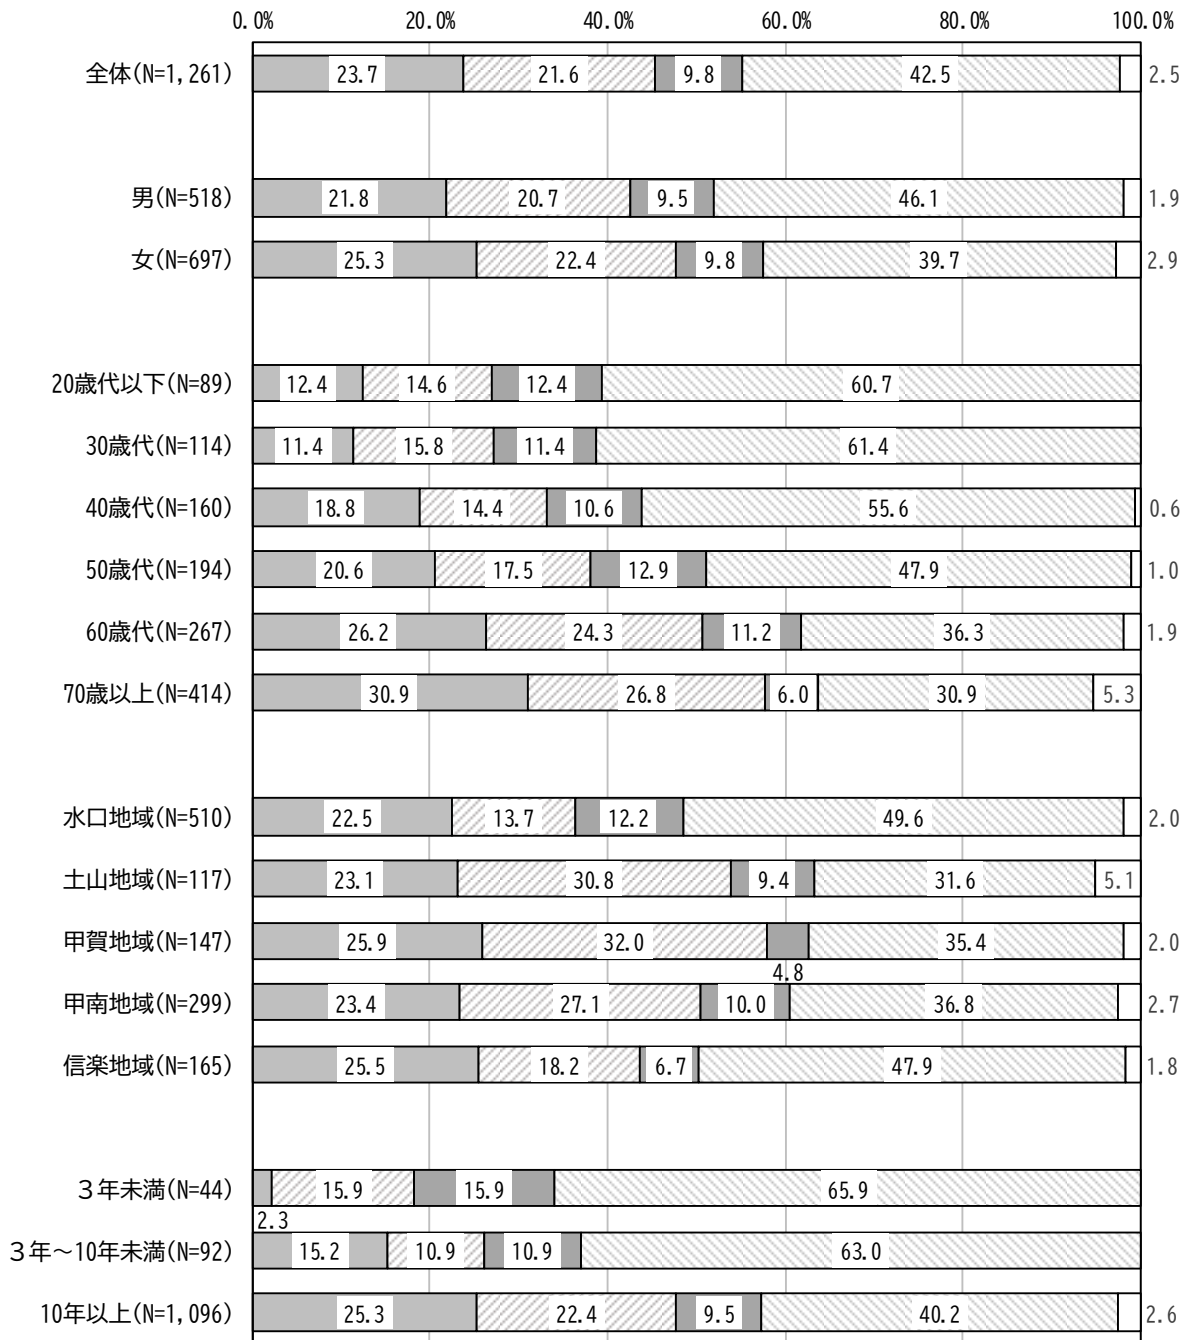 0.0% 20.0% 40.0% 60.0% 80.0% 100.0%
全体(N=1,261) 23.7 21.6 9.8 42.5 2.5
男(N=518) 21.8 20.7 9.5 46.1 1.9
女(N=697) 25.3 22.4 9.8 39.7 2.9
20歳代以下(N=89) 12.4 14.6 12.4 60.7
30歳代(N=114) 11.4 15.8 11.4 61.4
40歳代(N=160) 18.8 14.4 10.6 55.6 0.6
50歳代(N=194) 20.6 17.5 12.9 47.9 1.0
60歳代(N=267) 26.2 24.3 11.2 36.3 1.9
70歳以上(N=414) 30.9 26.8 6.0 30.9 5.3
水口地域(N=510) 22.5 13.7 12.2 49.6 2.0
土山地域(N=117) 23.1 30.8 9.4 31.6 5.1
甲賀地域(N=147) 25.9 32.0 35.4 2.0
4.8
甲南地域(N=299) 23.4 27.1 10.0 36.8 2.7
信楽地域(N=165) 25.5 18.2 6.7 47.9 1.8
３年未満(N=44) 15.9 15.9 65.9
2.3
３年～10年未満(N=92) 15.2 10.9 10.9 63.0
10年以上(N=1,096) 25.3 22.4 9.5 40.2 2.6